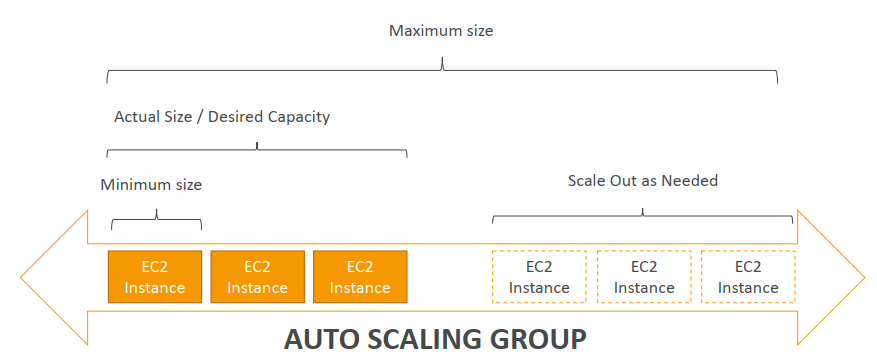 Maximum size
Actual Size / Desired Capacity
Minimum size
Scale Out as Needed
EC2
Instance
EC2
Instance
EC2
Instance
EC2
Instance
EC2
Instance
EC2
Instance
AUTO SCALING GROUP